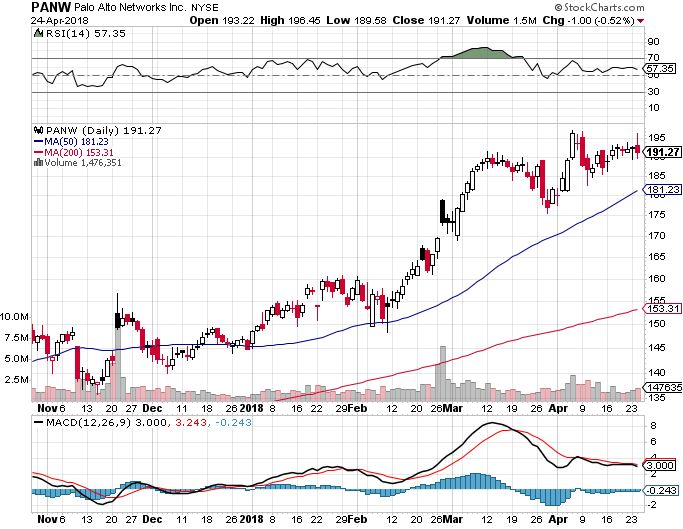 PANW Palo Alto Networks Inc. NYSE © StockCharts.com
24-Apr-2018 Open 193.22 High 196.45 Low 189.58 Close 191.27 Volume 1.5M Chg -1.00 (-0.52%)
RSI(14) 57.35
90
70
57.35
50
30
10
PANW (Daily) 191.27
MA(50) 181.23
MA(200) 153.31
Volume 1,476,351
195
191.27
190
185
181.23
180
175
170
165
160
155
153.31
150
145
140
147635
135
10.0M
7.5M
5.0M
2.5M
Nov 6 13 20 27 Dec 11 18 26 2018 8 16 22 29 Feb 12 20 26 Mar 12 19 26 Apr 9 16 23
MACD(12,26,9) 3.000, 3.243, -0.243
8
6
4
3.000
2
-0.243
-2
Nov 6 13 20 27 Dec 11 18 26 2018 8 16 22 29 Feb 12 20 26 Mar 12 19 26 Apr 9 16 23